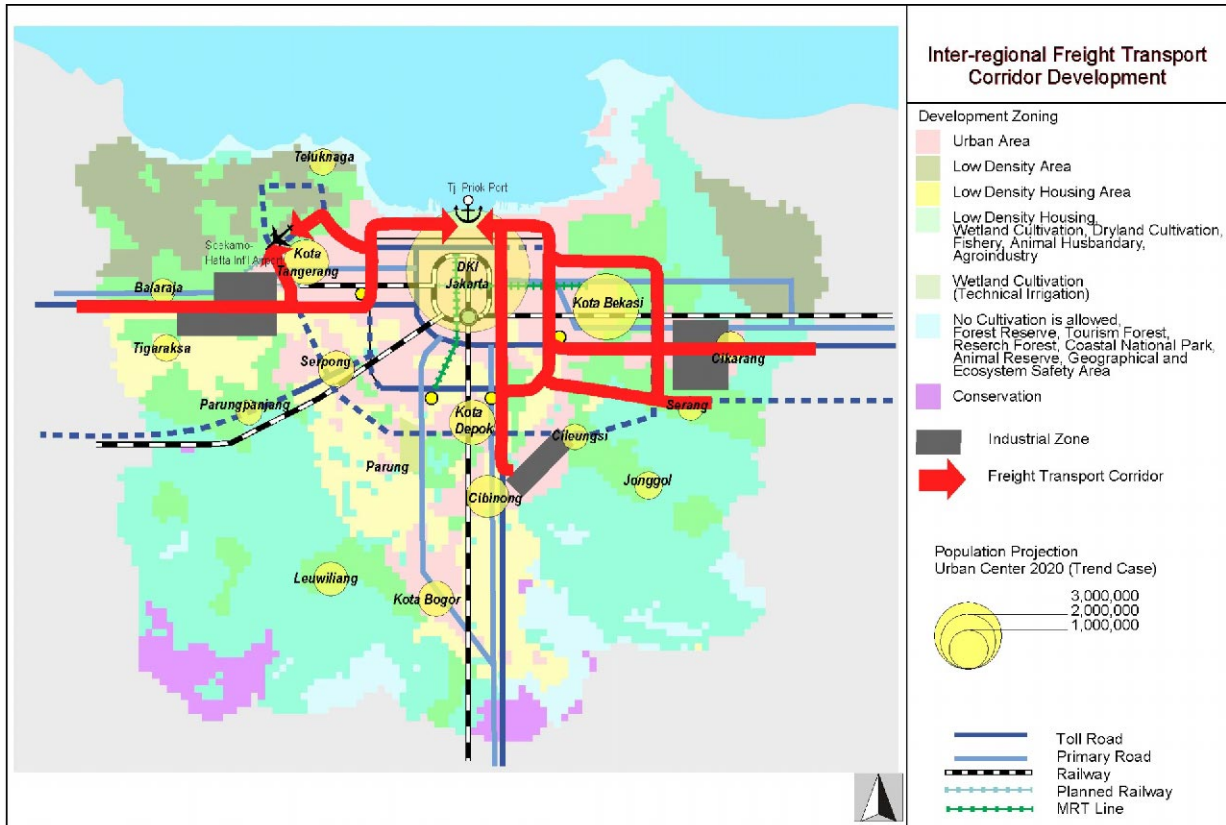 Inter-regional Freight Transport
Corridor Development
Development Zoning
Urban Area
Low Density Area
Low Density Housing Area
Low Density Housing,
Wetland Cultivation, Dryland Cultivation,
Fishery, Animal Husbandary,
Agroindustry
Wetland Cultivation
(Technical Irrigation)
No Cultivation is allowed,
Forest Reserve, Tourism Forest,
Reserch Forest, Coastal National Park,
Animal Reserve, Geographical and
Ecosystem Safety Area
Conservation
Industrial Zone
Freight Transport Corridor
Population Projection
Urban Center 2020 (Trend Case)
3,000,000
2,000,000
1,000,000
Toll Road
Primary Road
Railway
Planned Railway
MRT Line
Teluknaga
Tj. Priok Port
Soekarno-
Hatta Int'l Airport
Kota
Tangerang
DKI
Jakarta
Balaraja
Kota Bekasi
Tigaraksa
Serpong
Cikarang
Parungpanjang
Kota
Depok
Serang
Cileungsi
Parung
Cibinong
Jonggol
Leuwiliang
Kota Bogor